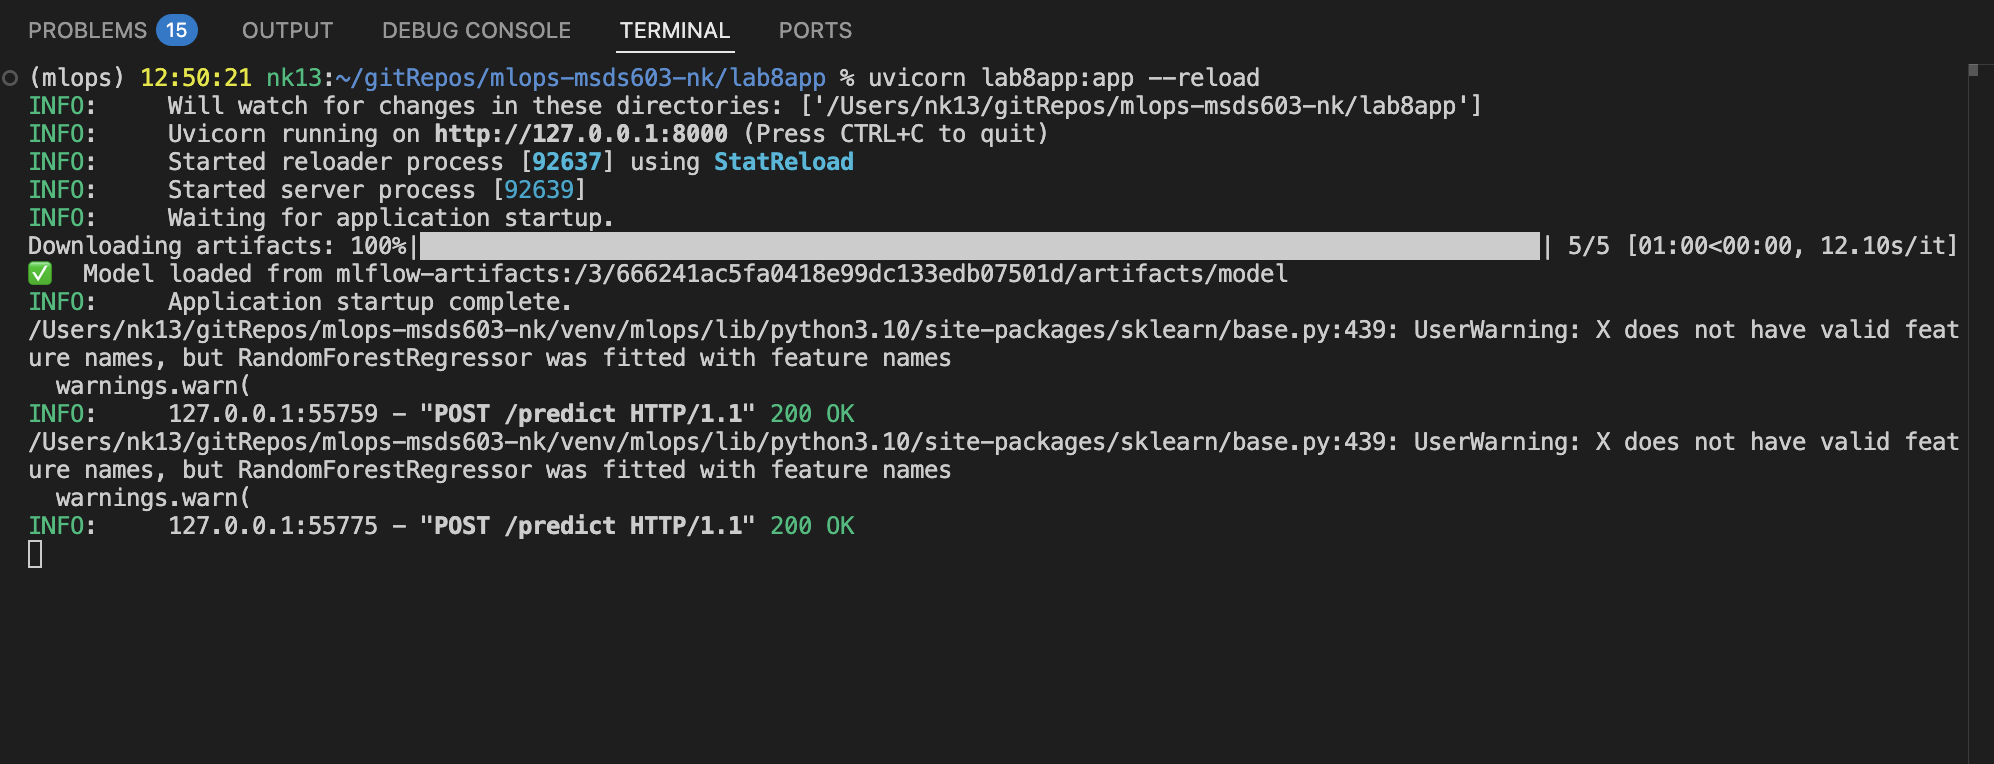 PROBLEMS 15 OUTPUT DEBUG CONSOLE TERMINAL PORTS
(mlops) 12:50:21 nk13:~/gitRepos/mlops-msds603-nk/lab8app % uvicorn lab8app:app --reload
INFO:     Will watch for changes in these directories: ['/Users/nk13/gitRepos/mlops-msds603-nk/lab8app']
INFO:     Uvicorn running on http://127.0.0.1:8000 (Press CTRL+C to quit)
INFO:     Started reloader process [92637] using StatReload
INFO:     Started server process [92639]
INFO:     Waiting for application startup.
Downloading artifacts: 100%|██████████| 5/5 [01:00<00:00, 12.10s/it]
✅  Model loaded from mlflow-artifacts:/3/666241ac5fa0418e99dc133edb07501d/artifacts/model
INFO:     Application startup complete.
/Users/nk13/gitRepos/mlops-msds603-nk/venv/mlops/lib/python3.10/site-packages/sklearn/base.py:439: UserWarning: X does not have valid feat
ure names, but RandomForestRegressor was fitted with feature names
  warnings.warn(
INFO:     127.0.0.1:55759 - "POST /predict HTTP/1.1" 200 OK
/Users/nk13/gitRepos/mlops-msds603-nk/venv/mlops/lib/python3.10/site-packages/sklearn/base.py:439: UserWarning: X does not have valid feat
ure names, but RandomForestRegressor was fitted with feature names
  warnings.warn(
INFO:     127.0.0.1:55775 - "POST /predict HTTP/1.1" 200 OK